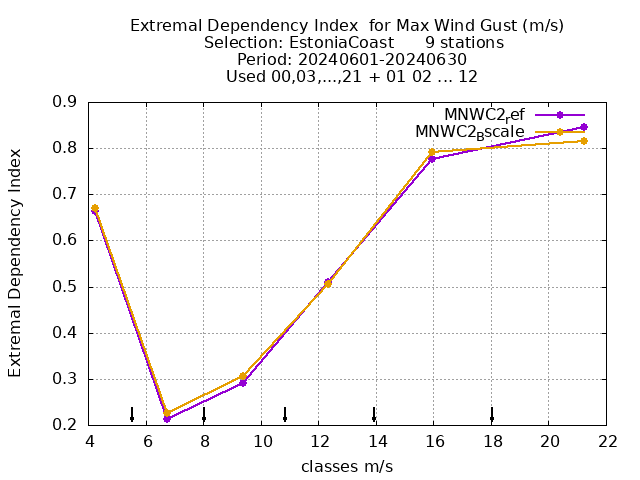 Extremal Dependency Index  for Max Wind Gust (m/s)
Selection: EstoniaCoast      9 stations
Period: 20240601-20240630
Used 00,03,...,21 + 01 02 ... 12
MNWC2ref
MNWC2Bscale
Extremal Dependency Index
0.9
0.8
0.7
0.6
0.5
0.4
0.3
0.2
4 6 8 10 12 14 16 18 20 22
classes m/s